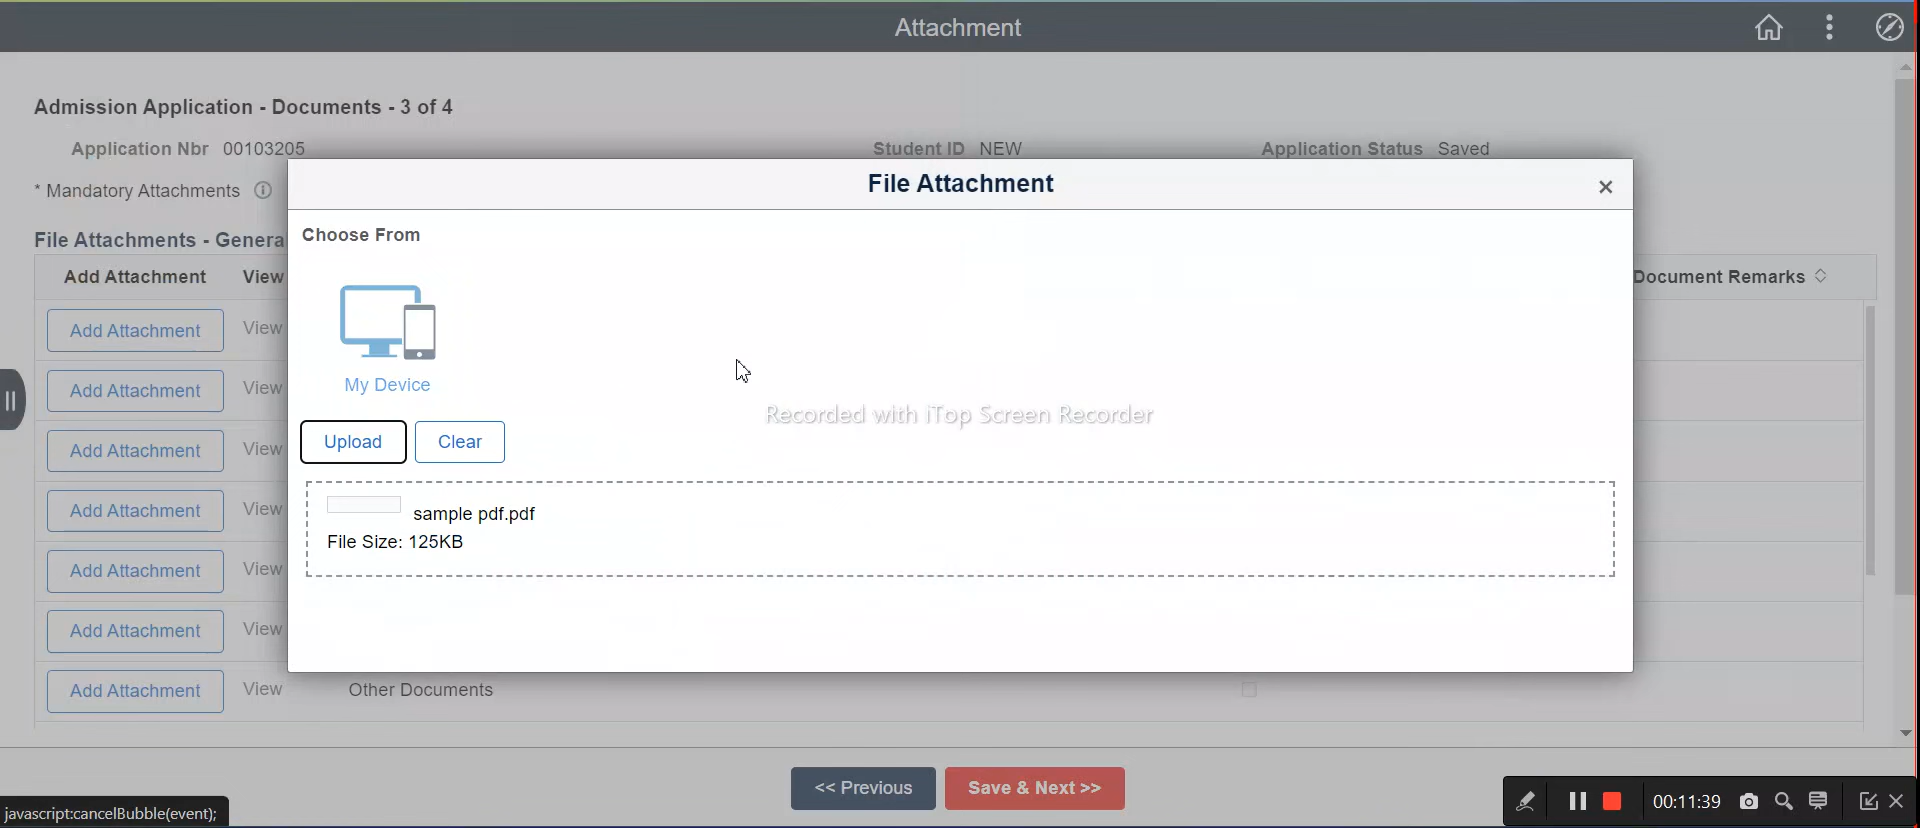 Attachment
Admission Application - Documents - 3 of 4
Application Nbr 00103205 Student ID NEW Application Status Saved
* Mandatory Attachments
File Attachment
×
File Attachments - Genera
Choose From
Add Attachment View Document Remarks
Add Attachment View
My Device
Add Attachment View
Recorded with iTop Screen Recorder
Upload Clear
Add Attachment View
sample pdf.pdf
Add Attachment View
File Size: 125KB
Add Attachment View
Add Attachment View
Add Attachment View Other Documents
<< Previous Save & Next >>
00:11:39
javascript:cancelBubble(event);